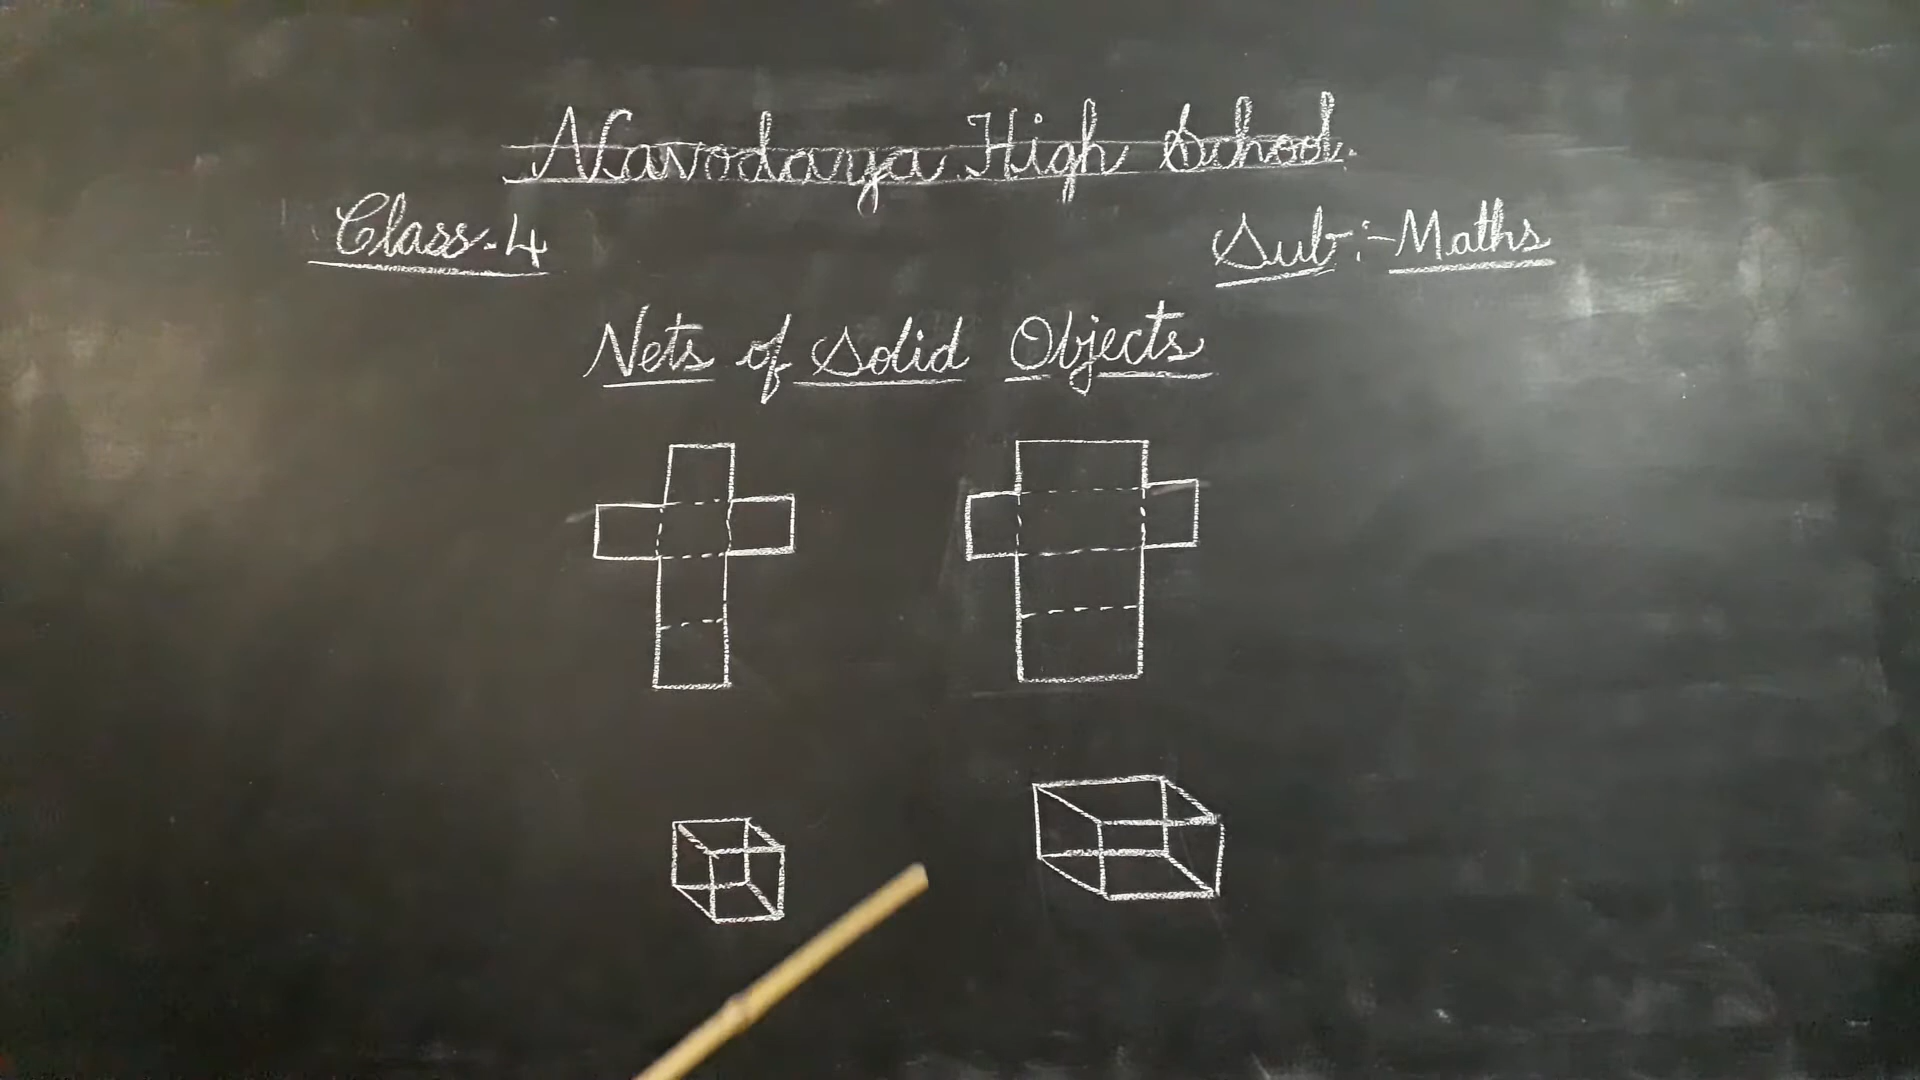 Navodaya High School.
Class-4 Sub:-Maths
Nets of Solid Objects